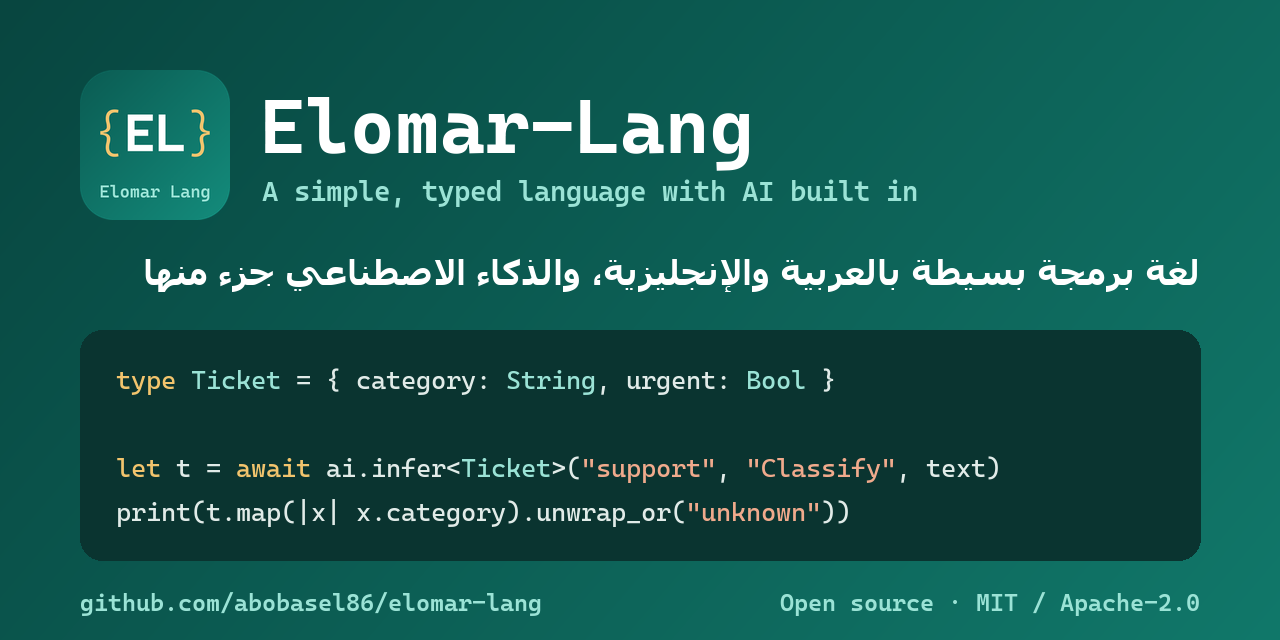 {EL}
Elomar Lang
Elomar-Lang
A simple, typed language with AI built in
لغة برمجة بسيطة بالعربية والإنجليزية، والذكاء الاصطناعي جزء منها
type Ticket = { category: String, urgent: Bool }
let t = await ai.infer<Ticket>("support", "Classify", text)
print(t.map(|x| x.category).unwrap_or("unknown"))
github.com/abobasel86/elomar-lang
Open source · MIT / Apache-2.0